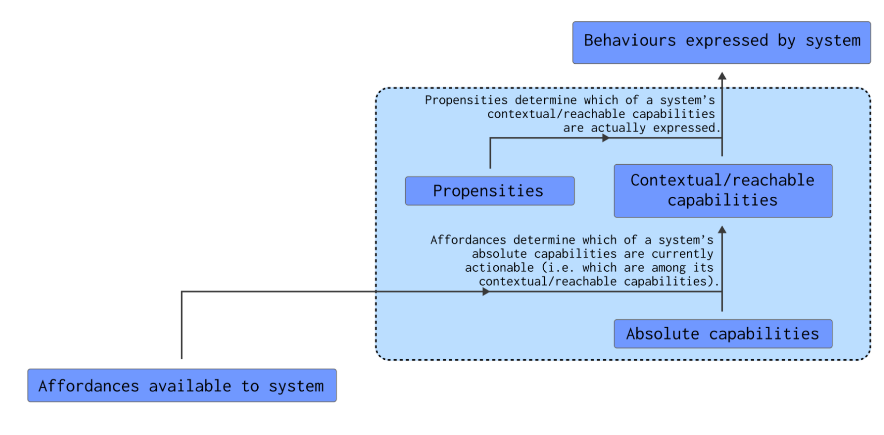 Behaviours expressed by system
Propensities determine which of a system's
contextual/reachable capabilities
are actually expressed.
Propensities
Contextual/reachable
capabilities
Affordances determine which of a system's
absolute capabilities are currently
actionable (i.e. which are among its
contextual/reachable capabilities).
Absolute capabilities
Affordances available to system